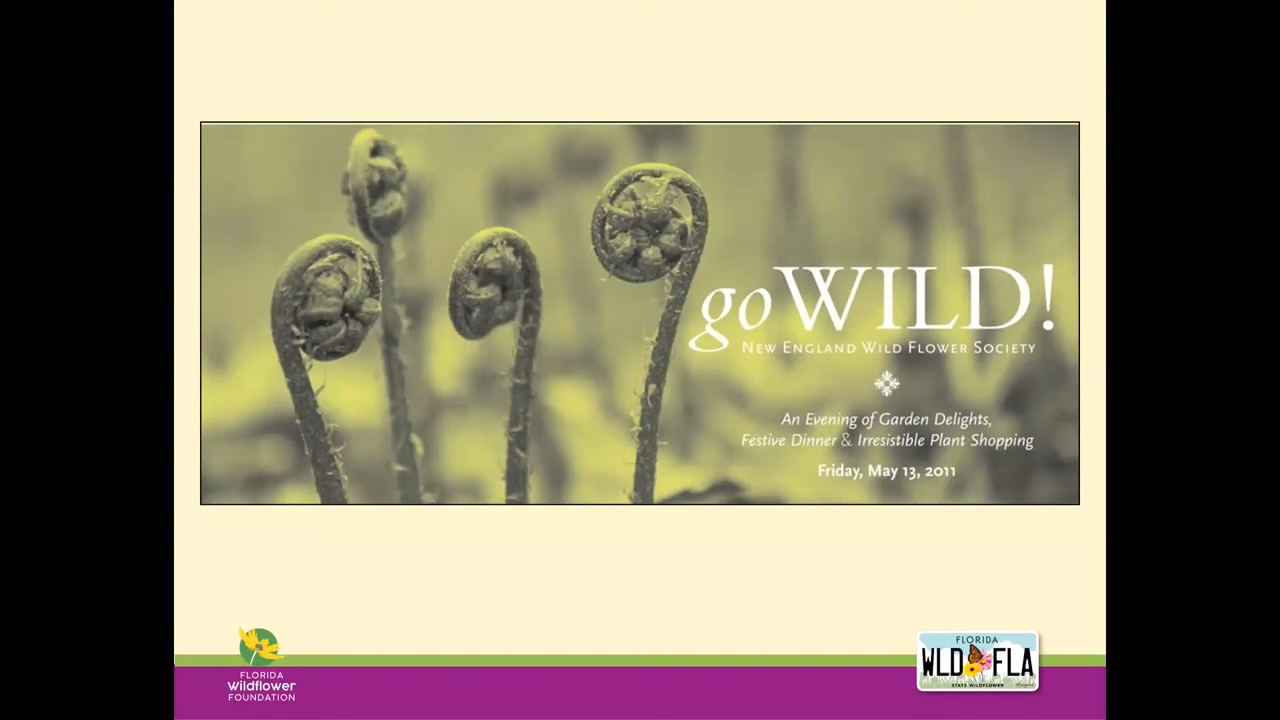 goWILD!
NEW ENGLAND WILD FLOWER SOCIETY
An Evening of Garden Delights,
Festive Dinner & Irresistible Plant Shopping
Friday, May 13, 2011
FLORIDA
wildflower
FOUNDATION
FLORIDA
WLD FLA
STATE WILDFLOWER